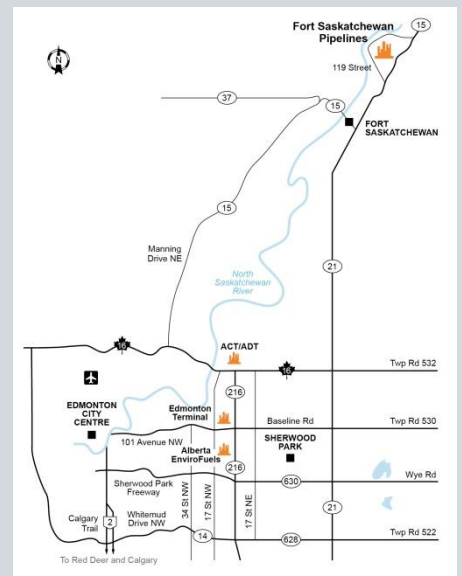 Fort Saskatchewan
Pipelines
15
119 Street
N
37
15
FORT
SASKATCHEWAN
15
Manning
Drive NE
21
North
Saskatchewan
River
16
ACT/ADT
16
Twp Rd 532
216
EDMONTON
CITY
CENTRE
Edmonton
Terminal
Baseline Rd
Twp Rd 530
101 Avenue NW
SHERWOOD
PARK
Alberta
EnviroFuels
216
Wye Rd
630
Sherwood Park
Freeway
34 St NW
17 St NW
17 St NE
21
Calgary
Trail
2
Whitemud
Drive NW
14
628
Twp Rd 522
To Red Deer and Calgary